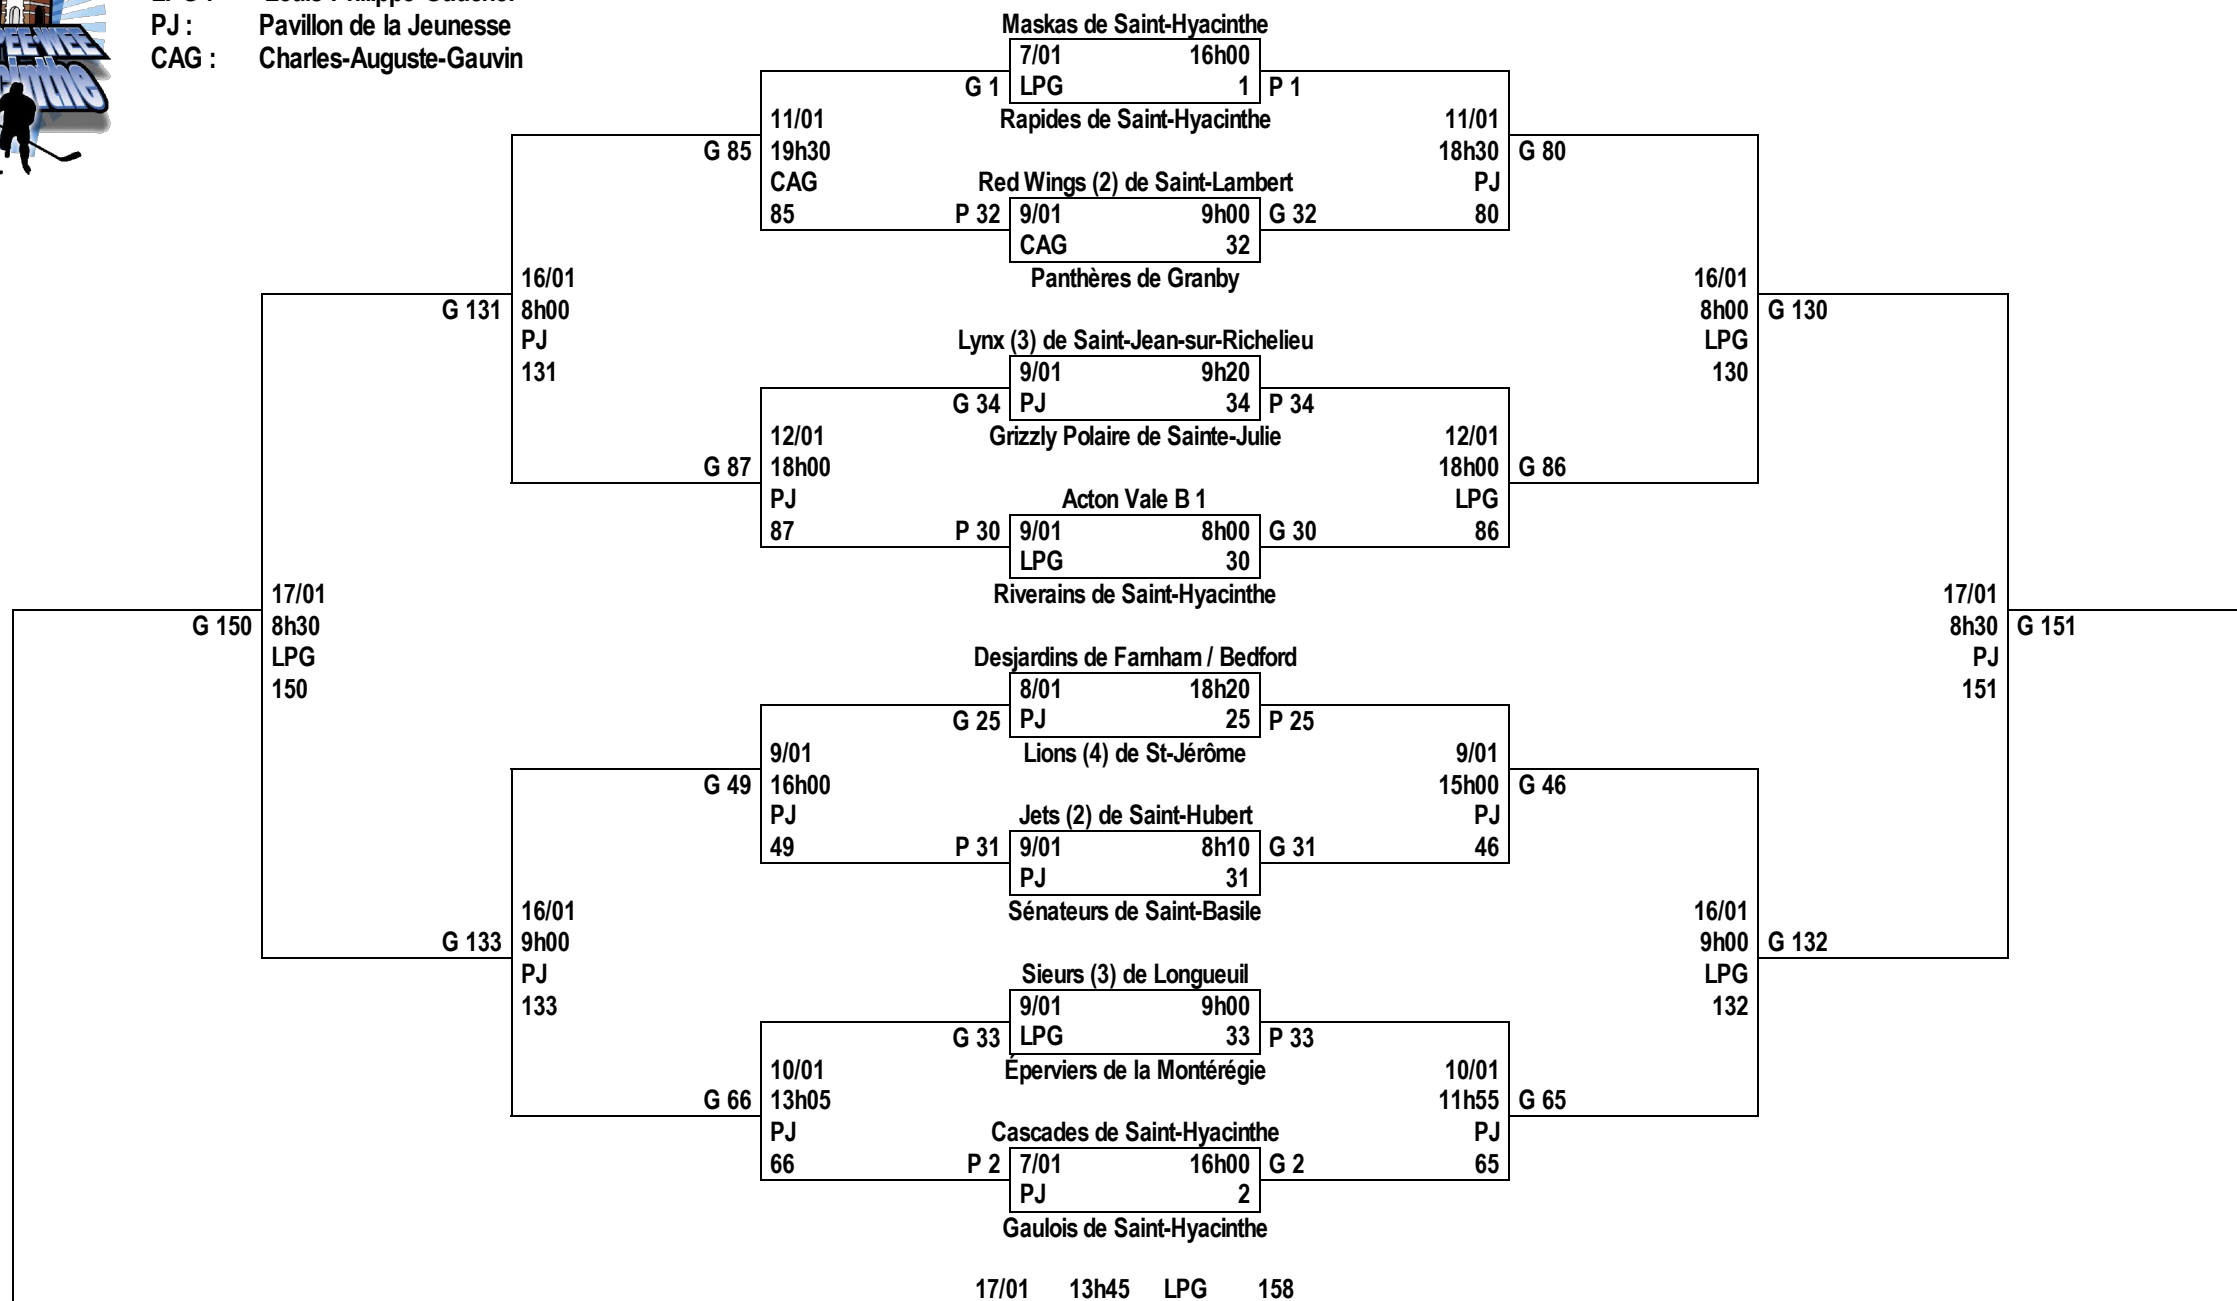 PEE-WEE
PJ : Pavillon de la Jeunesse
CAG : Charles-Auguste-Gauvin
Maskas de Saint-Hyacinthe
7/01 16h00
G 1 LPG 1 P 1
11/01 Rapides de Saint-Hyacinthe 11/01
G 85 19h30 18h30 G 80
CAG Red Wings (2) de Saint-Lambert PJ
85 P 32 9/01 9h00 G 32 80
CAG 32
16/01 Panthères de Granby 16/01
G 131 8h00 8h00 G 130
PJ Lynx (3) de Saint-Jean-sur-Richelieu LPG
131 9/01 9h20 130
G 34 PJ 34 P 34
12/01 Grizzly Polaire de Sainte-Julie 12/01
G 87 18h00 18h00 G 86
PJ Acton Vale B 1 LPG
87 P 30 9/01 8h00 G 30 86
LPG 30
17/01 Riverains de Saint-Hyacinthe 17/01
G 150 8h30 8h30 G 151
LPG Desjardins de Farnham / Bedford PJ
150 8/01 18h20 151
G 25 PJ 25 P 25
9/01 Lions (4) de St-Jérôme 9/01
G 49 16h00 15h00 G 46
PJ Jets (2) de Saint-Hubert PJ
49 P 31 9/01 8h10 G 31 46
PJ 31
16/01 Sénateurs de Saint-Basile 16/01
G 133 9h00 9h00 G 132
PJ Sieurs (3) de Longueuil LPG
133 9/01 9h00 132
G 33 LPG 33 P 33
10/01 Éperviers de la Montérégie 10/01
G 66 13h05 11h55 G 65
PJ Cascades de Saint-Hyacinthe PJ
66 P 2 7/01 16h00 G 2 65
PJ 2
Gaulois de Saint-Hyacinthe
17/01 13h45 LPG 158